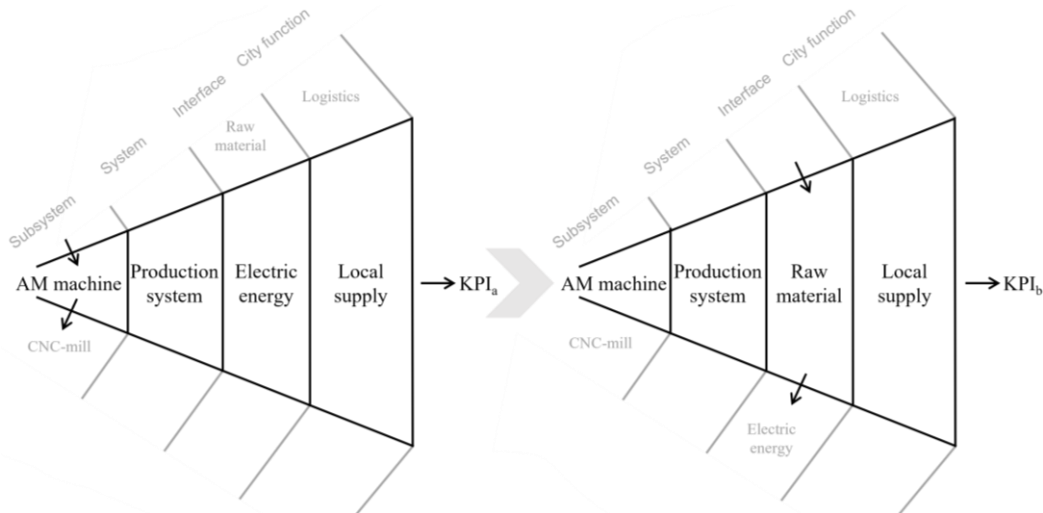 Subsystem
System
Interface
City function
Raw
material
Logistics
AM machine
Production
system
Electric
energy
Local
supply
KPIa
CNC-mill
Subsystem
System
Interface
City function
Logistics
AM machine
Production
system
Raw
material
Local
supply
KPIb
CNC-mill
Electric
energy